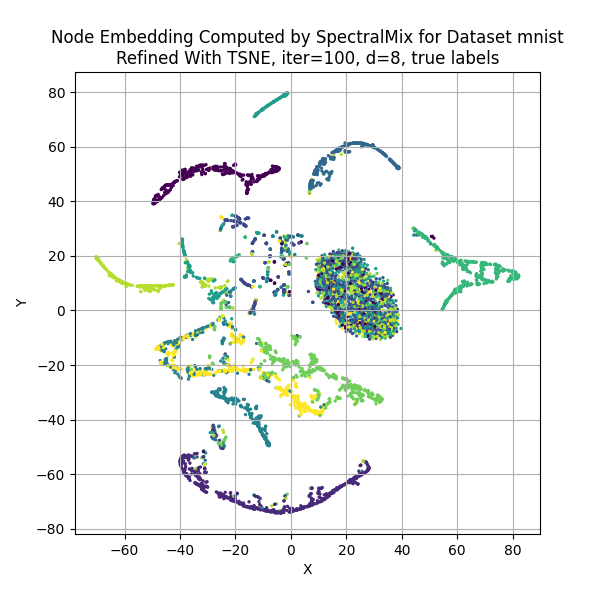 Node Embedding Computed by SpectralMix for Dataset mnist
Refined With TSNE, iter=100, d=8, true labels
80
60
40
20
0
−20
−40
−60
−80
Y
−60 −40 −20 0 20 40 60 80
X